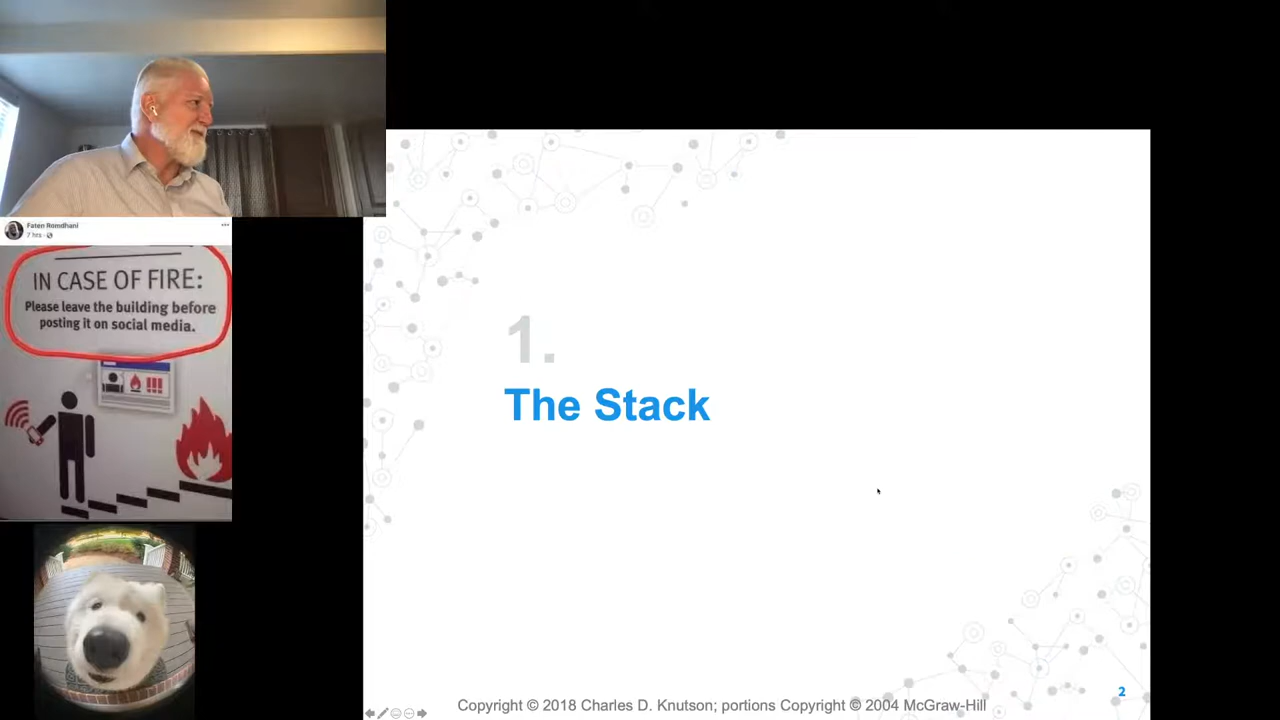 Faten Romdhani
7 hrs
IN CASE OF FIRE:
Please leave the building before
posting it on social media.
1.
The Stack
Copyright © 2018 Charles D. Knutson; portions Copyright © 2004 McGraw-Hill
2